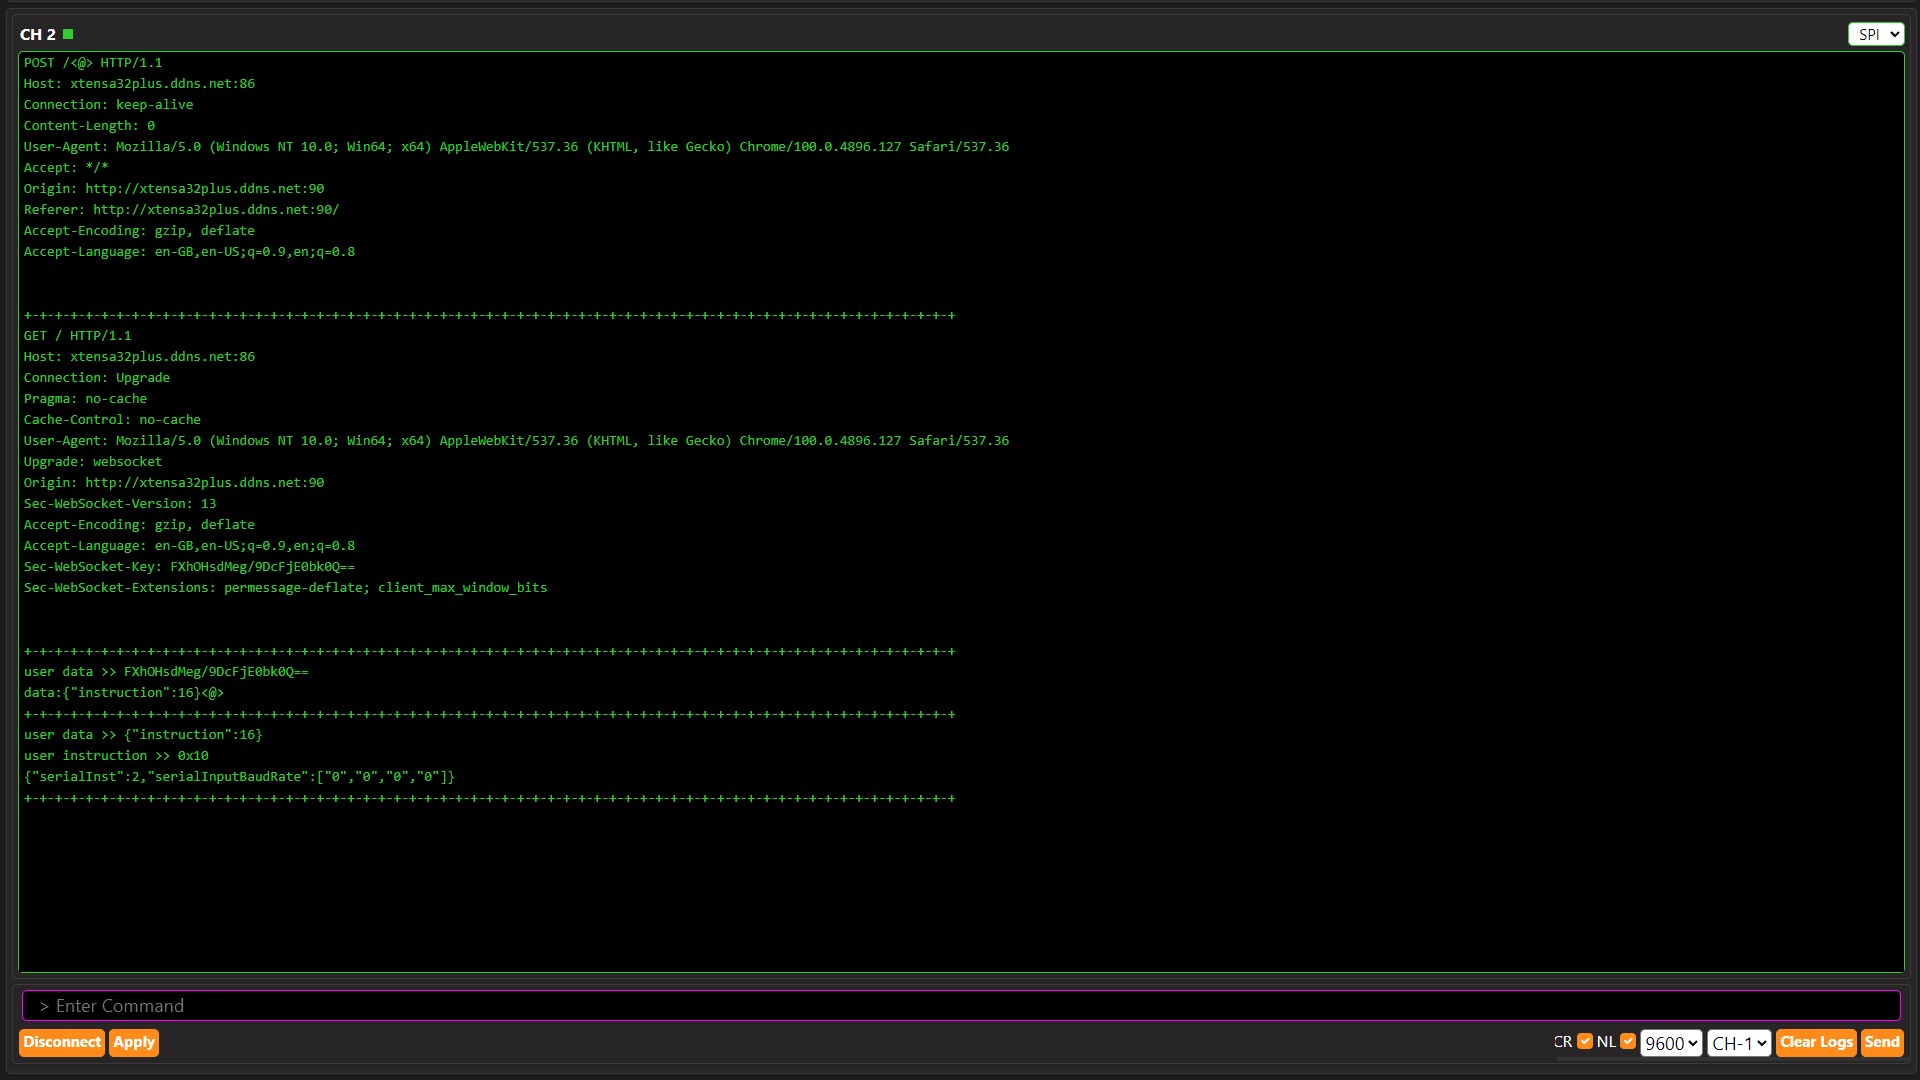 CH 2
SPI
POST /<@> HTTP/1.1
Host: xtensa32plus.ddns.net:86
Connection: keep-alive
Content-Length: 0
User-Agent: Mozilla/5.0 (Windows NT 10.0; Win64; x64) AppleWebKit/537.36 (KHTML, like Gecko) Chrome/100.0.4896.127 Safari/537.36
Accept: */*
Origin: http://xtensa32plus.ddns.net:90
Referer: http://xtensa32plus.ddns.net:90/
Accept-Encoding: gzip, deflate
Accept-Language: en-GB,en-US;q=0.9,en;q=0.8
+-+-+-+-+-+-+-+-+-+-+-+-+-+-+-+-+-+-+-+-+-+-+-+-+-+-+-+-+-+-+-+-+-+-+-+-+-+-+-+-+-+-+-+-+-+-+-+-+-+-+-+-+-+-+-+-+-+-+-+-+
GET / HTTP/1.1
Host: xtensa32plus.ddns.net:86
Connection: Upgrade
Pragma: no-cache
Cache-Control: no-cache
User-Agent: Mozilla/5.0 (Windows NT 10.0; Win64; x64) AppleWebKit/537.36 (KHTML, like Gecko) Chrome/100.0.4896.127 Safari/537.36
Upgrade: websocket
Origin: http://xtensa32plus.ddns.net:90
Sec-WebSocket-Version: 13
Accept-Encoding: gzip, deflate
Accept-Language: en-GB,en-US;q=0.9,en;q=0.8
Sec-WebSocket-Key: FXhOHsdMeg/9DcFjE0bk0Q==
Sec-WebSocket-Extensions: permessage-deflate; client_max_window_bits
+-+-+-+-+-+-+-+-+-+-+-+-+-+-+-+-+-+-+-+-+-+-+-+-+-+-+-+-+-+-+-+-+-+-+-+-+-+-+-+-+-+-+-+-+-+-+-+-+-+-+-+-+-+-+-+-+-+-+-+-+
user data >> FXhOHsdMeg/9DcFjE0bk0Q==
data:{"instruction":16}<@>
+-+-+-+-+-+-+-+-+-+-+-+-+-+-+-+-+-+-+-+-+-+-+-+-+-+-+-+-+-+-+-+-+-+-+-+-+-+-+-+-+-+-+-+-+-+-+-+-+-+-+-+-+-+-+-+-+-+-+-+-+
user data >> {"instruction":16}
user instruction >> 0x10
{"serialInst":2,"serialInputBaudRate":["0","0","0","0"]}
+-+-+-+-+-+-+-+-+-+-+-+-+-+-+-+-+-+-+-+-+-+-+-+-+-+-+-+-+-+-+-+-+-+-+-+-+-+-+-+-+-+-+-+-+-+-+-+-+-+-+-+-+-+-+-+-+-+-+-+-+
> Enter Command
Disconnect Apply CR NL 9600 CH-1 Clear Logs Send